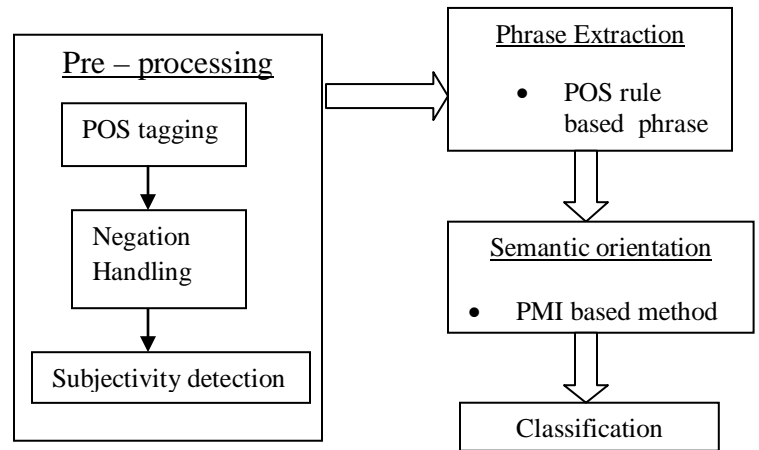 Pre – processing
POS tagging
Negation
Handling
Subjectivity detection
Phrase Extraction
• POS rule
based phrase
Semantic orientation
• PMI based method
Classification